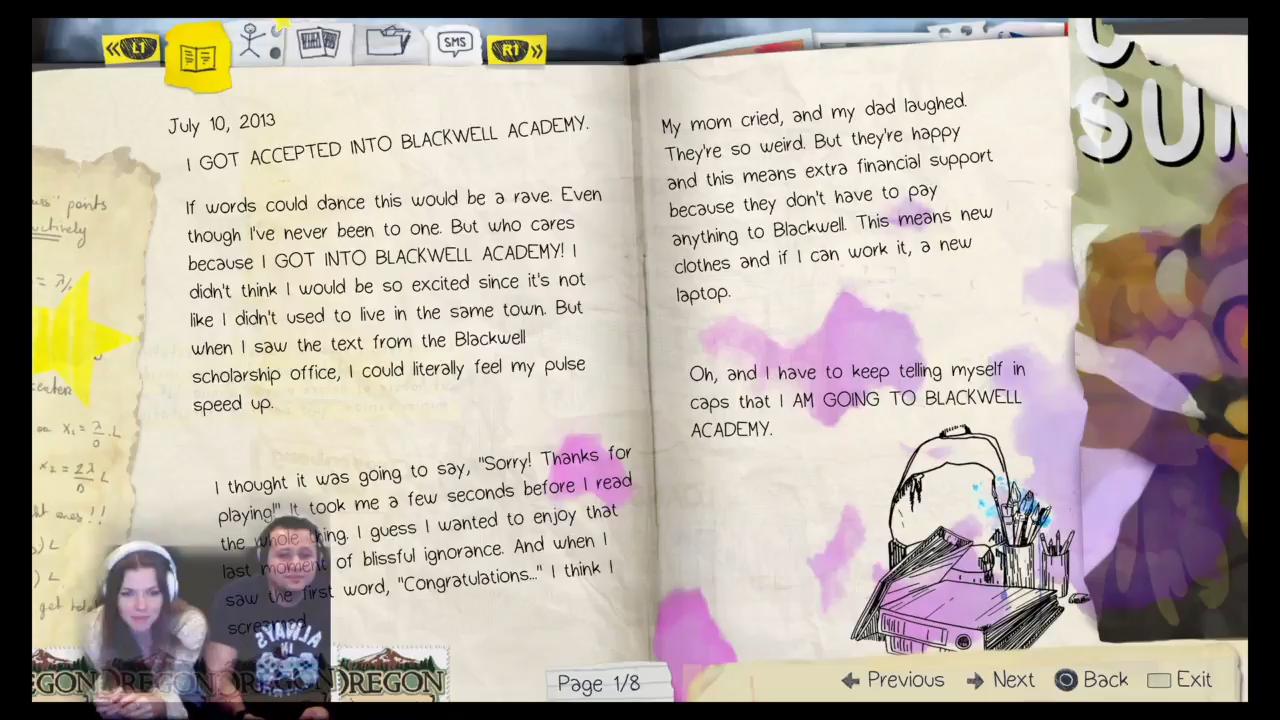 L1
SMS
R1
July 10, 2013
I GOT ACCEPTED INTO BLACKWELL ACADEMY.
If words could dance this would be a rave. Even
though I've never been to one. But who cares
because I GOT INTO BLACKWELL ACADEMY! I
didn't think I would be so excited since it's not
like I didn't used to live in the same town. But
when I saw the text from the Blackwell
scholarship office, I could literally feel my pulse
speed up.
I thought it was going to say, "Sorry! Thanks for
playing!" It took me a few seconds before I read
the whole thing. I guess I wanted to enjoy that
last moment of blissful ignorance. And when I
saw the first word, "Congratulations..." I think I
screamed.
My mom cried, and my dad laughed.
They're so weird. But they're happy
and this means extra financial support
because they don't have to pay
anything to Blackwell. This means new
clothes and if I can work it, a new
laptop.
Oh, and I have to keep telling myself in
caps that I AM GOING TO BLACKWELL
ACADEMY.
points
ALWAYS
IN
OREGON
Page 1/8
Previous
Next
Back
Exit